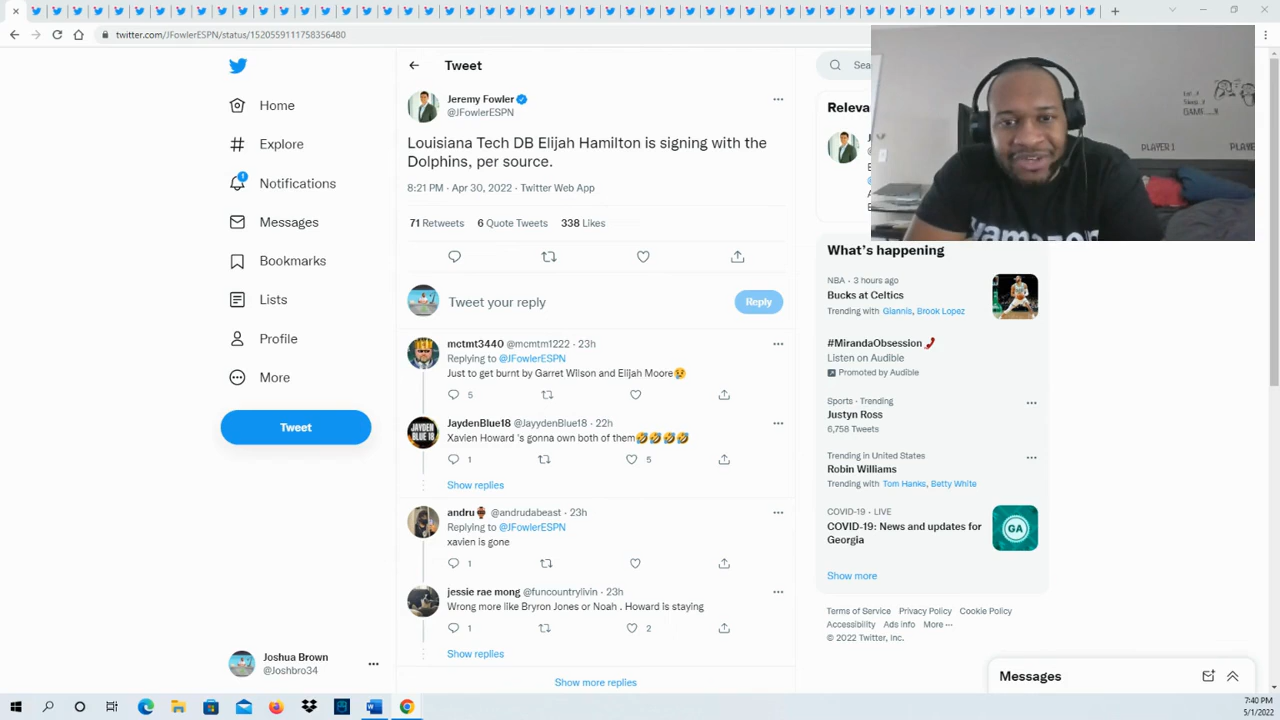 twitter.com/JFowlerESPN/status/1520559111758356480
Home
Explore
1
Notifications
Messages
Bookmarks
Lists
Profile
More
Tweet
Joshua Brown
@Joshbro34
Tweet
Jeremy Fowler
@JFowlerESPN
Louisiana Tech DB Elijah Hamilton is signing with the
Dolphins, per source.
8:21 PM · Apr 30, 2022 · Twitter Web App
71 Retweets 6 Quote Tweets 338 Likes
Tweet your reply
Reply
mctmt3440 @mcmtm1222 · 23h
Replying to @JFowlerESPN
Just to get burnt by Garret Wilson and Elijah Moore😢
5
JaydenBlue18 @JayydenBlue18 · 22h
Xavien Howard 's gonna own both of them🤣🤣🤣🤣
1 5
Show replies
andru @andrudabeast · 23h
Replying to @JFowlerESPN
xavien is gone
1
jessie rae mong @funcountrylivin · 23h
Wrong more like Bryron Jones or Noah . Howard is staying
1 2
Show replies
Show more replies
Sea
Releva
PLAYER 1
PLAYE
GAME
What's happening
NBA · 3 hours ago
Bucks at Celtics
Trending with Giannis, Brook Lopez
#MirandaObsession
Listen on Audible
Promoted by Audible
Sports · Trending
Justyn Ross
6,758 Tweets
Trending in United States
Robin Williams
Trending with Tom Hanks, Betty White
COVID-19 · LIVE
COVID-19: News and updates for
Georgia
GA
Show more
Terms of Service Privacy Policy Cookie Policy
Accessibility Ads info More ···
© 2022 Twitter, Inc.
Messages
7:40 PM
5/1/2022